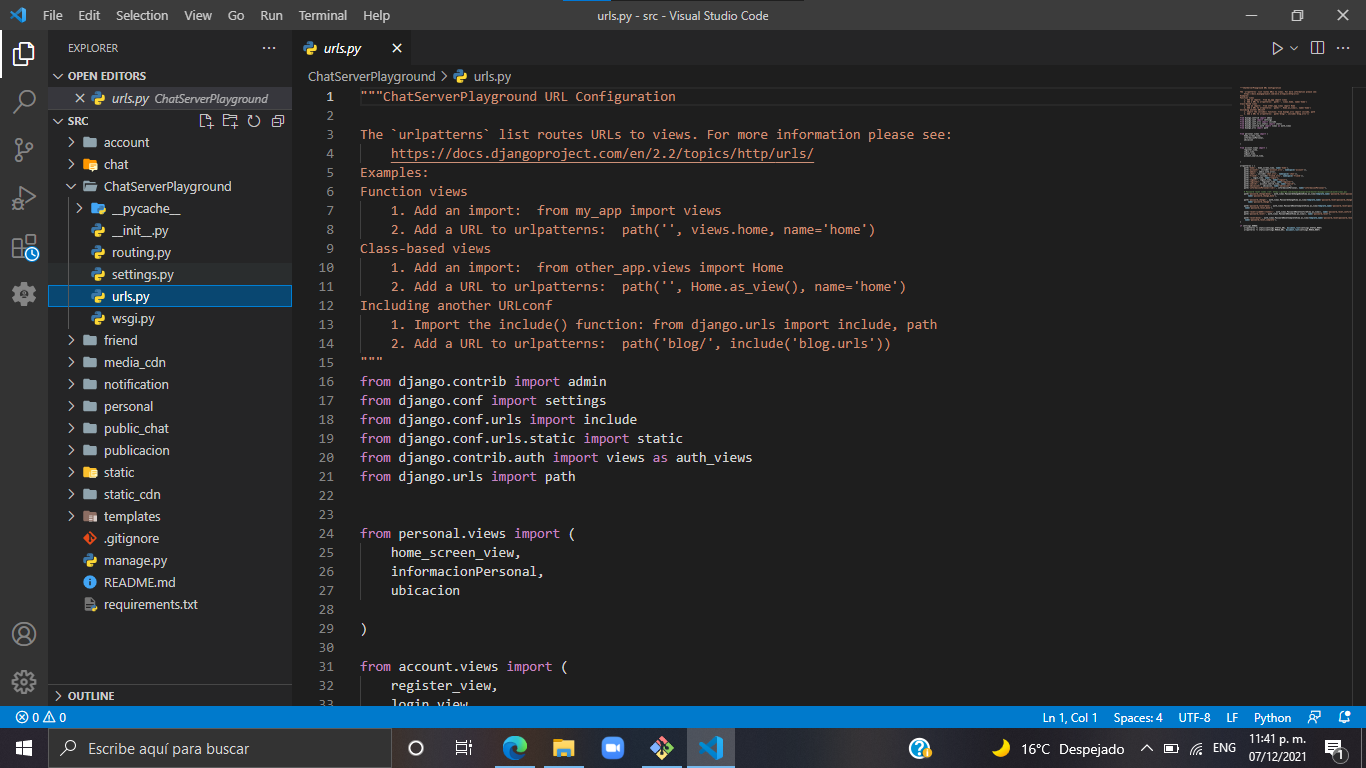 File Edit Selection View Go Run Terminal Help
urls.py - src - Visual Studio Code
EXPLORER
OPEN EDITORS
urls.py ChatServerPlayground
SRC
account
chat
ChatServerPlayground
__pycache__
__init__.py
routing.py
settings.py
urls.py
wsgi.py
friend
media_cdn
notification
personal
public_chat
publicacion
static
static_cdn
templates
.gitignore
manage.py
README.md
requirements.txt
OUTLINE
urls.py
ChatServerPlayground > urls.py
1 """ChatServerPlayground URL Configuration
2
3 The `urlpatterns` list routes URLs to views. For more information please see:
4 https://docs.djangoproject.com/en/2.2/topics/http/urls/
5 Examples:
6 Function views
7 1. Add an import:  from my_app import views
8 2. Add a URL to urlpatterns:  path('', views.home, name='home')
9 Class-based views
10 1. Add an import:  from other_app.views import Home
11 2. Add a URL to urlpatterns:  path('', Home.as_view(), name='home')
12 Including another URLconf
13 1. Import the include() function: from django.urls import include, path
14 2. Add a URL to urlpatterns:  path('blog/', include('blog.urls'))
15 """
16 from django.contrib import admin
17 from django.conf import settings
18 from django.conf.urls import include
19 from django.conf.urls.static import static
20 from django.contrib.auth import views as auth_views
21 from django.urls import path
22
23
24 from personal.views import (
25 home_screen_view,
26 informacionPersonal,
27 ubicacion
28
29 )
30
31 from account.views import (
32 register_view,
33 login_view
0 0
Ln 1, Col 1 Spaces: 4 UTF-8 LF Python
Escribe aquí para buscar
16°C Despejado
ENG
11:41 p. m.
07/12/2021
1